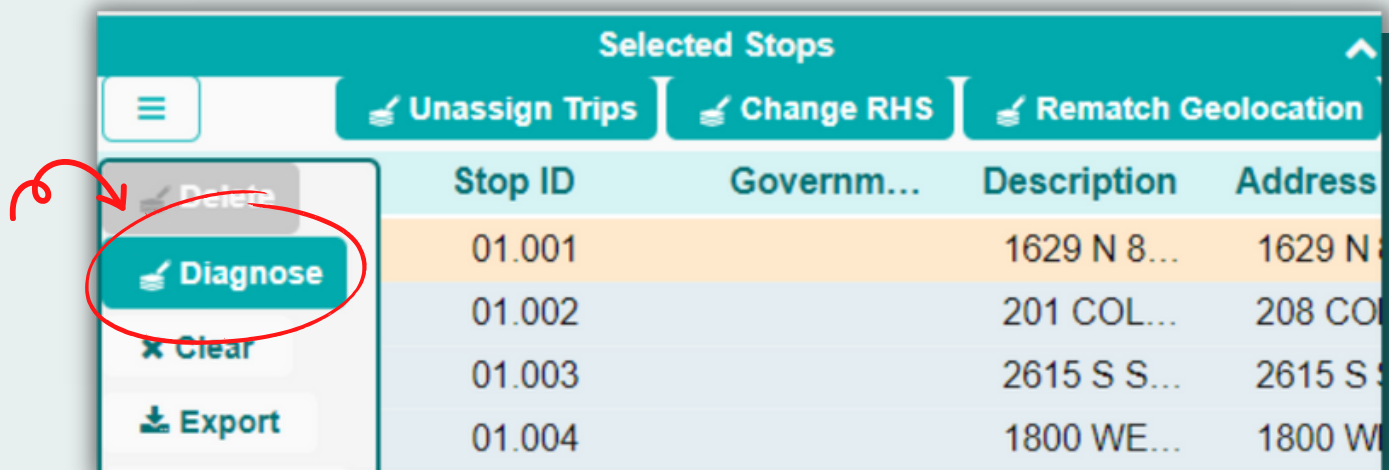 Selected Stops
Unassign Trips Change RHS Rematch Geolocation
Delete Stop ID Governm... Description Address
Diagnose 01.001 1629 N 8... 1629 N
01.002 201 COL... 208
Clear 01.003 2615 S S... 2615 S
Export 01.004 1800 WE... 1800